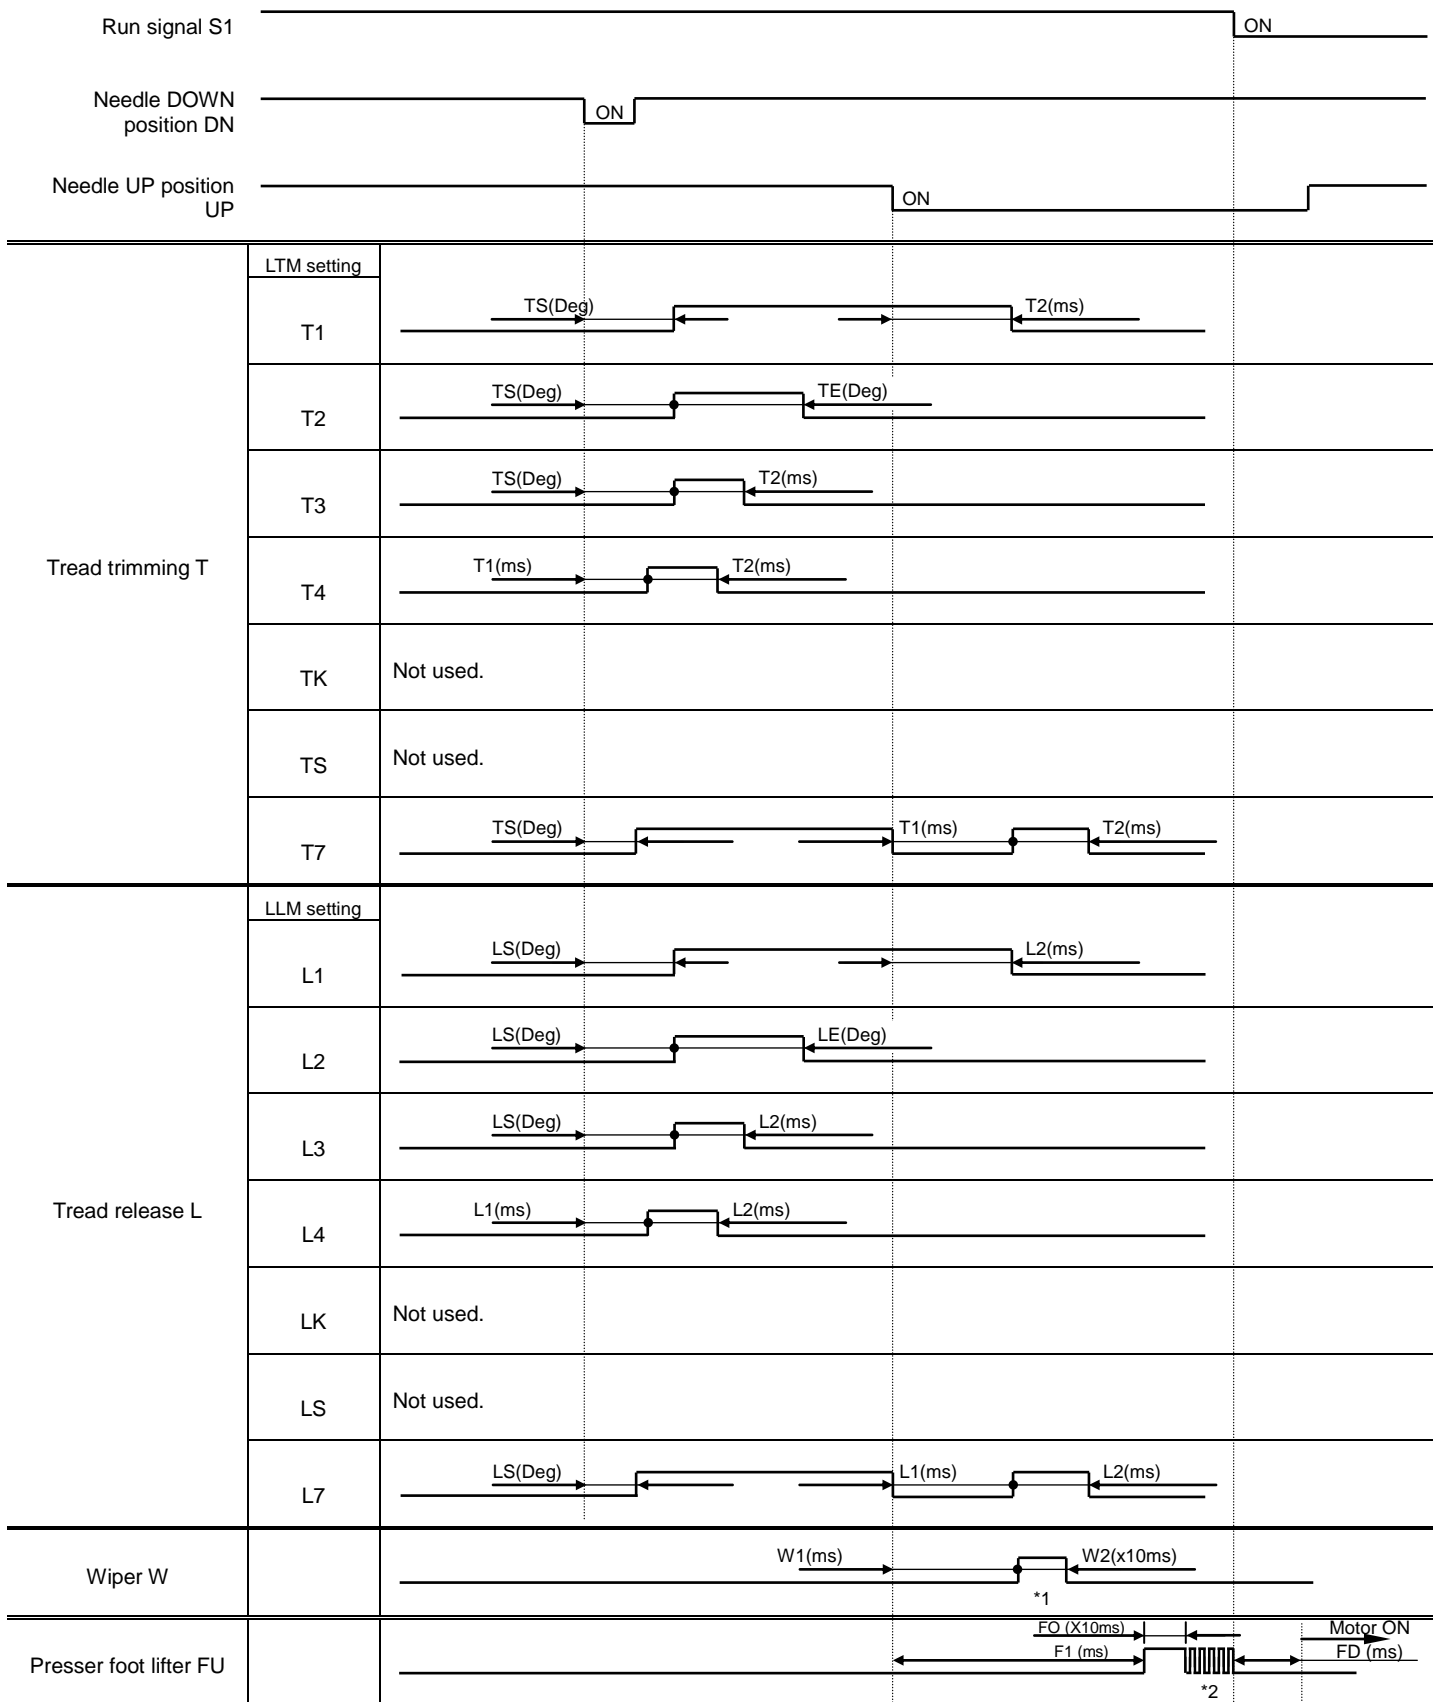 Run signal S1
ON
Needle DOWN
position DN
ON
Needle UP position
UP
ON
LTM setting
Tread trimming T
T1
TS(Deg)
T2(ms)
T2
TS(Deg)
TE(Deg)
T3
TS(Deg)
T2(ms)
T4
T1(ms)
T2(ms)
TK
Not used.
TS
Not used.
T7
TS(Deg)
T1(ms)
T2(ms)
LLM setting
Tread release L
L1
LS(Deg)
L2(ms)
L2
LS(Deg)
LE(Deg)
L3
LS(Deg)
L2(ms)
L4
L1(ms)
L2(ms)
LK
Not used.
LS
Not used.
L7
LS(Deg)
L1(ms)
L2(ms)
Wiper W
W1(ms)
W2(x10ms)
*1
Presser foot lifter FU
FO (X10ms)
Motor ON
F1 (ms)
FD (ms)
*2